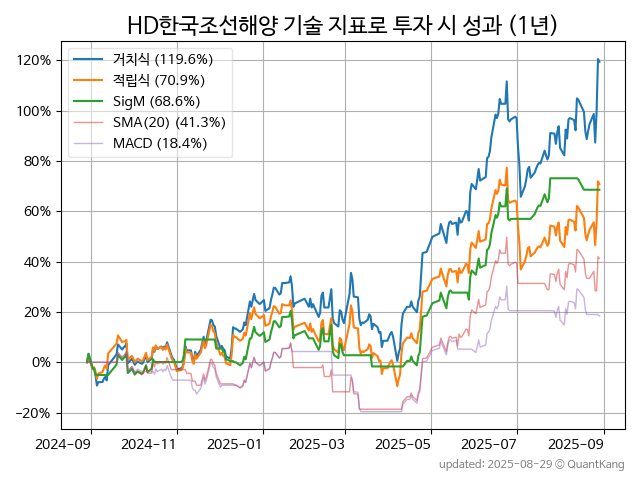 HD한국조선해양 기술 지표로 투자 시 성과 (1년)
120%
100%
80%
60%
40%
20%
0%
−20%
거치식 (119.6%)
적립식 (70.9%)
SigM (68.6%)
SMA(20) (41.3%)
MACD (18.4%)
2024-09
2024-11
2025-01
2025-03
2025-05
2025-07
2025-09
updated: 2025-08-29 © QuantKang